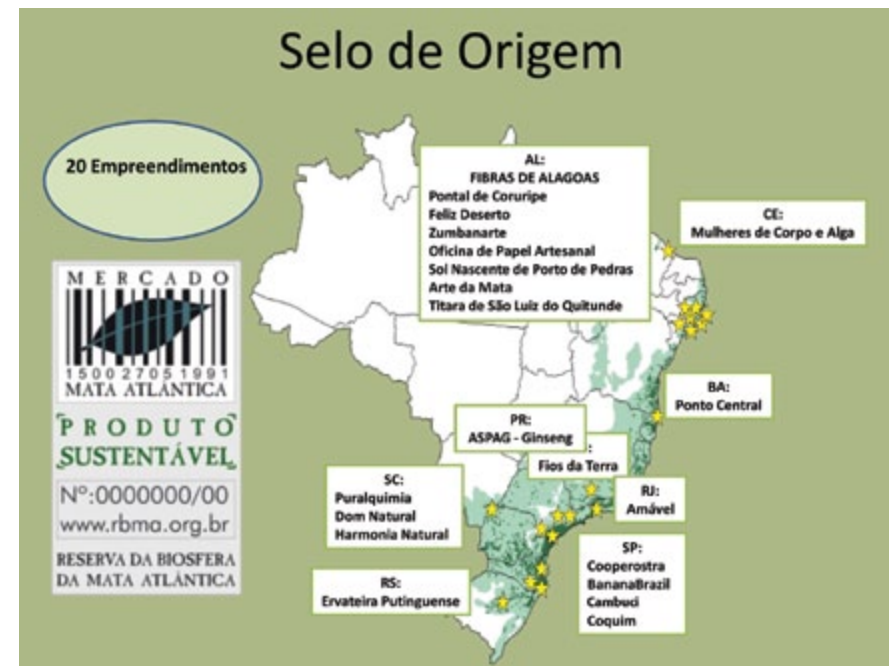 Selo de Origem
20 Empreendimentos
AL:
FIBRAS DE ALAGOAS
Pontal de Coruripe
Feliz Deserto
Zumbanarte
Oficina de Papel Artesanal
Sol Nascente de Porto de Pedras
Arte da Mata
Titara de São Luiz do Quitunde
CE:
Mulheres de Corpo e Alga
MERCADO
1500 2705 1991
MATA ATLÂNTICA
PRODUTO
SUSTENTÁVEL
Nº:0000000/00
www.rbma.org.br
RESERVA DA BIOSFERA
DA MATA ATLÂNTICA
BA:
Ponto Central
PR:
ASPAG - Ginseng
:
Fios da Terra
SC:
Puralquimia
Dom Natural
Harmonia Natural
RJ:
Amável
SP:
Cooperostra
BananaBrazil
Cambuci
Coquim
RS:
Ervateira Putinguense